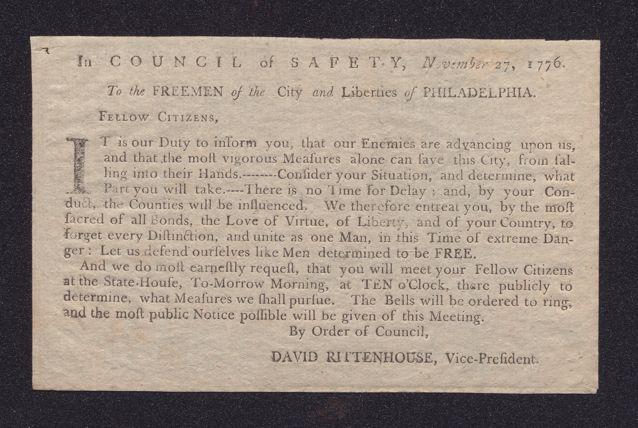 In COUNCIL of SAFETY, November 27, 1776.
To the FREEMEN of the City and Liberties of PHILADELPHIA.
FELLOW CITIZENS,
IT is our Duty to inform you, that our Enemies are advancing upon us,
and that the moſt vigorous Meaſures alone can ſave this City, from fal-
ling into their Hands.--------Conſider your Situation, and determine, what
Part you will take.----There is no Time for Delay; and, by your Con-
duct, the Counties will be influenced. We therefore entreat you, by the moſt
ſacred of all Bonds, the Love of Virtue, of Liberty, and of your Country, to
forget every Diſtinction, and unite as one Man, in this Time of extreme Dan-
ger: Let us defend ourſelves like Men determined to be FREE.
And we do moſt earneſtly requeſt, that you will meet your Fellow Citizens
at the State-Houſe, To-Morrow Morning, at TEN o'Clock, there publicly to
determine, what Meaſures we ſhall purſue. The Bells will be ordered to ring,
and the moſt public Notice poſſible will be given of this Meeting.
By Order of Council,
DAVID RITTENHOUSE, Vice-Preſident.